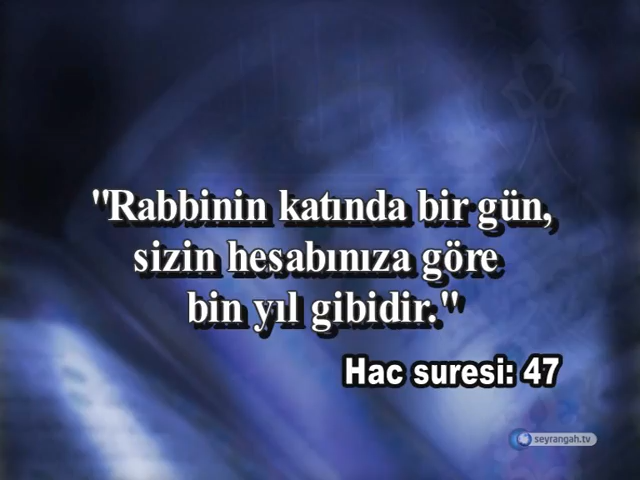 "Rabbinin katında bir gün,
sizin hesabınıza göre
bin yıl gibidir."
Hac suresi: 47
seyrangah.tv